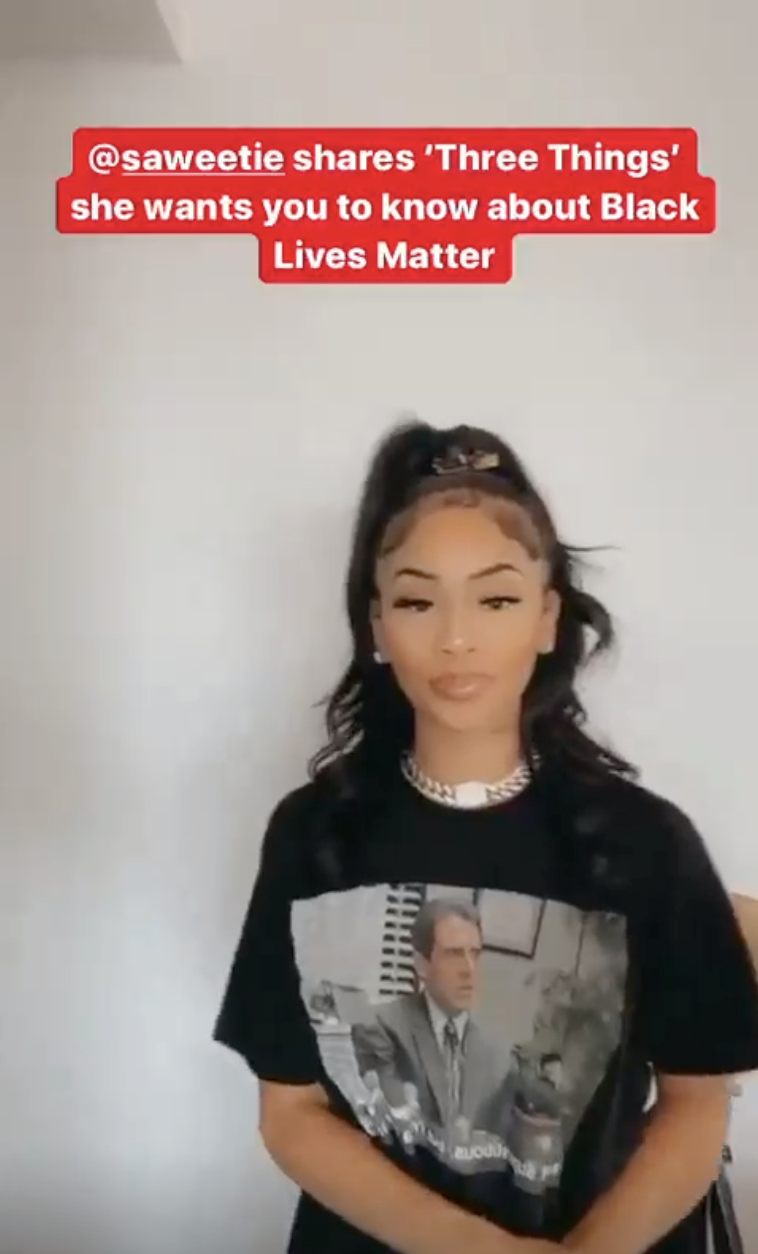 @saweetie shares ‘Three Things’
she wants you to know about Black
Lives Matter